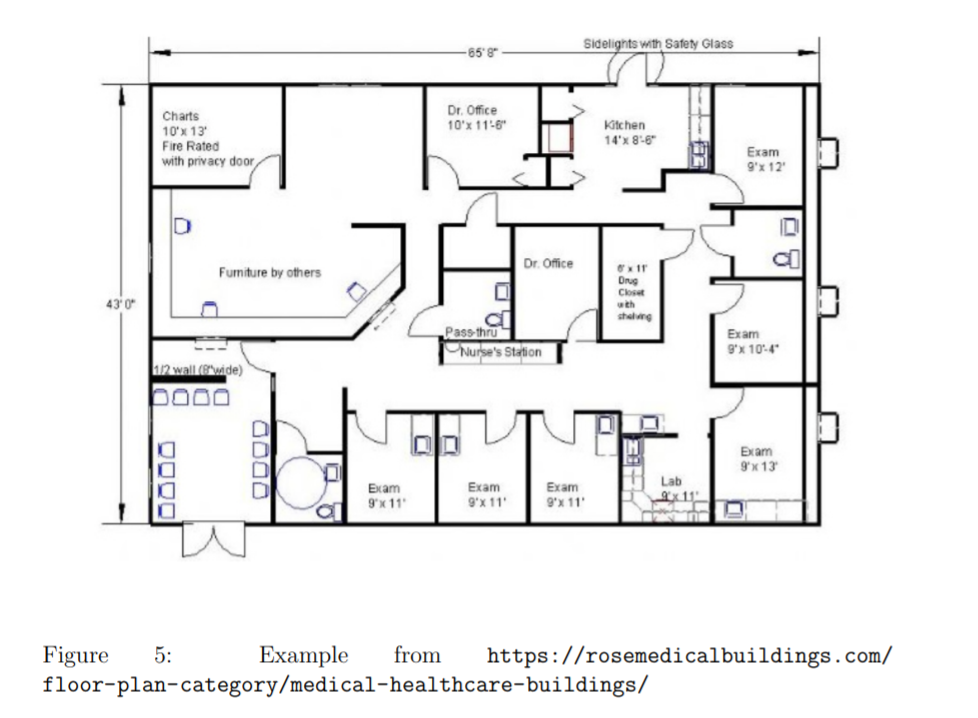 Sidelights with Safety Glass
65' 8"
Charts
10'x 13'
Fire Rated
with privacy door
Dr. Office
10'x 11'-6"
Kitchen
14'x 8'-6"
Exam
9'x 12'
Furniture by others
Dr. Office
6' x 11'
Drug
Closet
with
shelving
43' 0"
Pass-thru
Nurse's Station
Exam
9'x 10'-4"
1/2 wall (8"wide)
Exam
9'x 11'
Exam
9'x 11'
Exam
9'x 11'
Lab
9'x 11'
Exam
9'x 13'
Figure 5: Example from https://rosemedicalbuildings.com/
floor-plan-category/medical-healthcare-buildings/